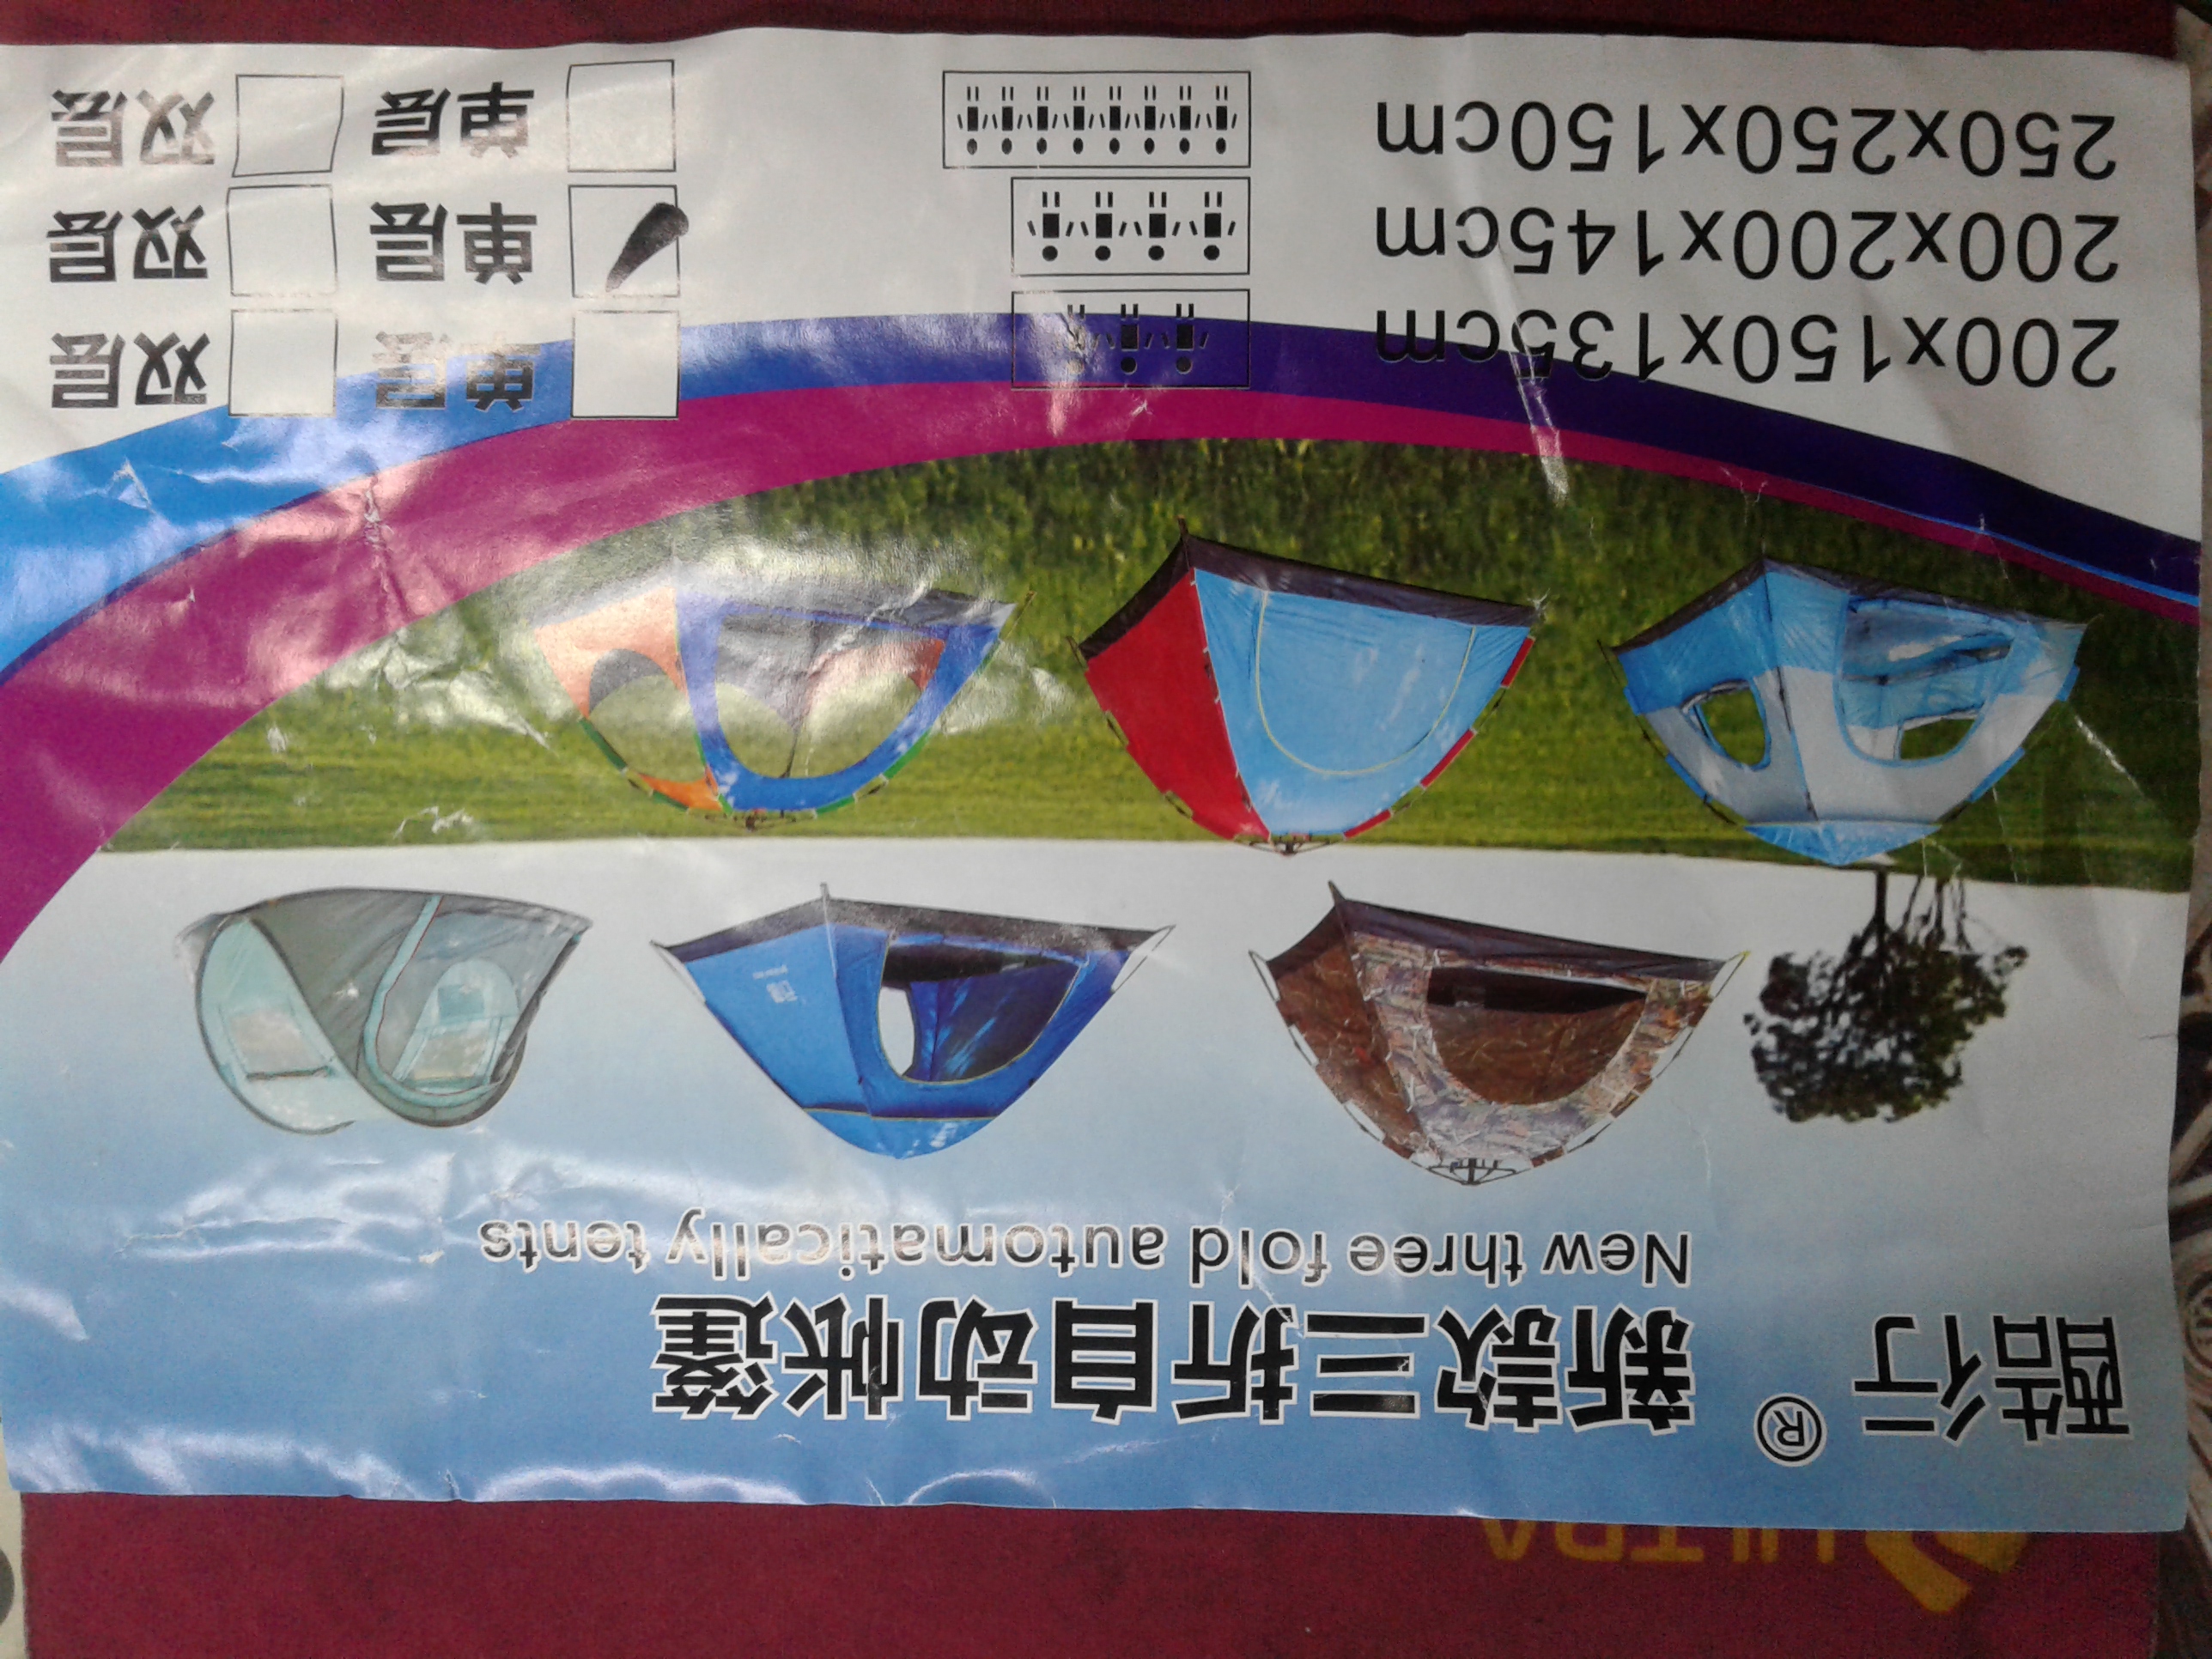 ULTRA
酷行®
新款三折自动帐篷
New three fold automatically tents
200x150x135cm 单层 双层
200x200x145cm 单层 双层
250x250x150cm 单层 双层